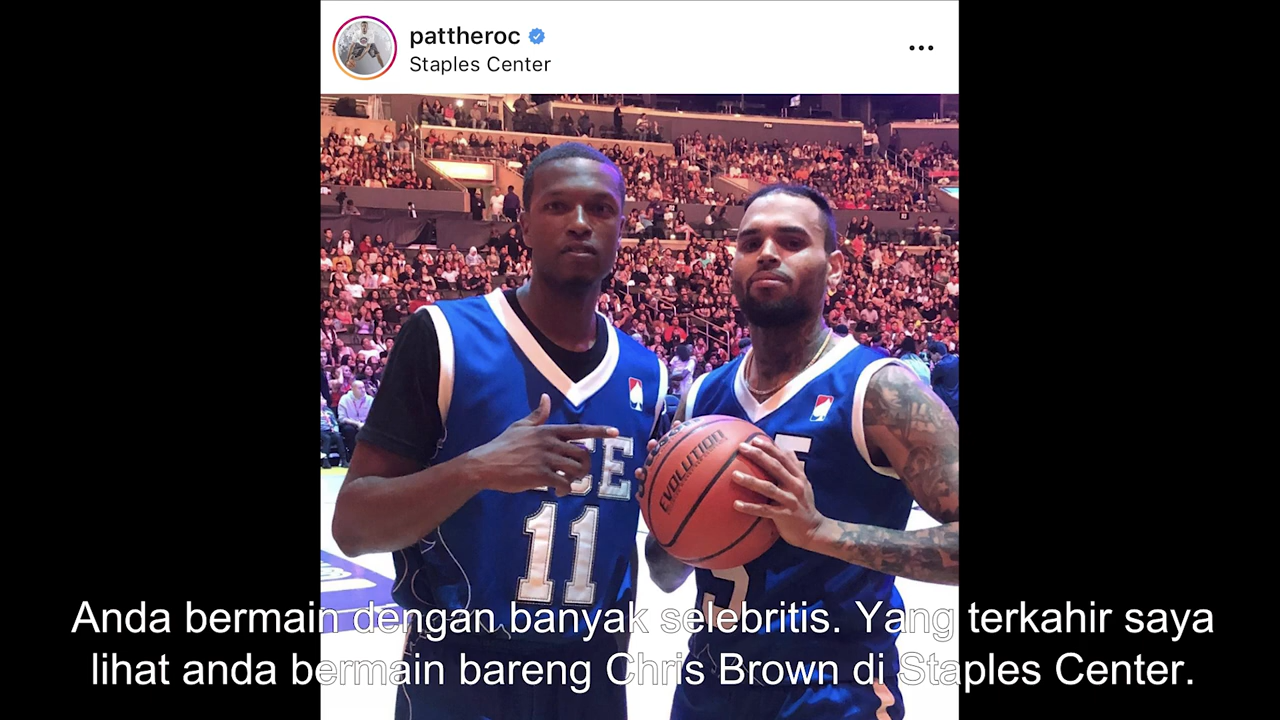 pattheroc
Staples Center
EVOLUTION
11
5
Anda bermain dengan banyak selebritis. Yang terkahir saya
lihat anda bermain bareng Chris Brown di Staples Center.